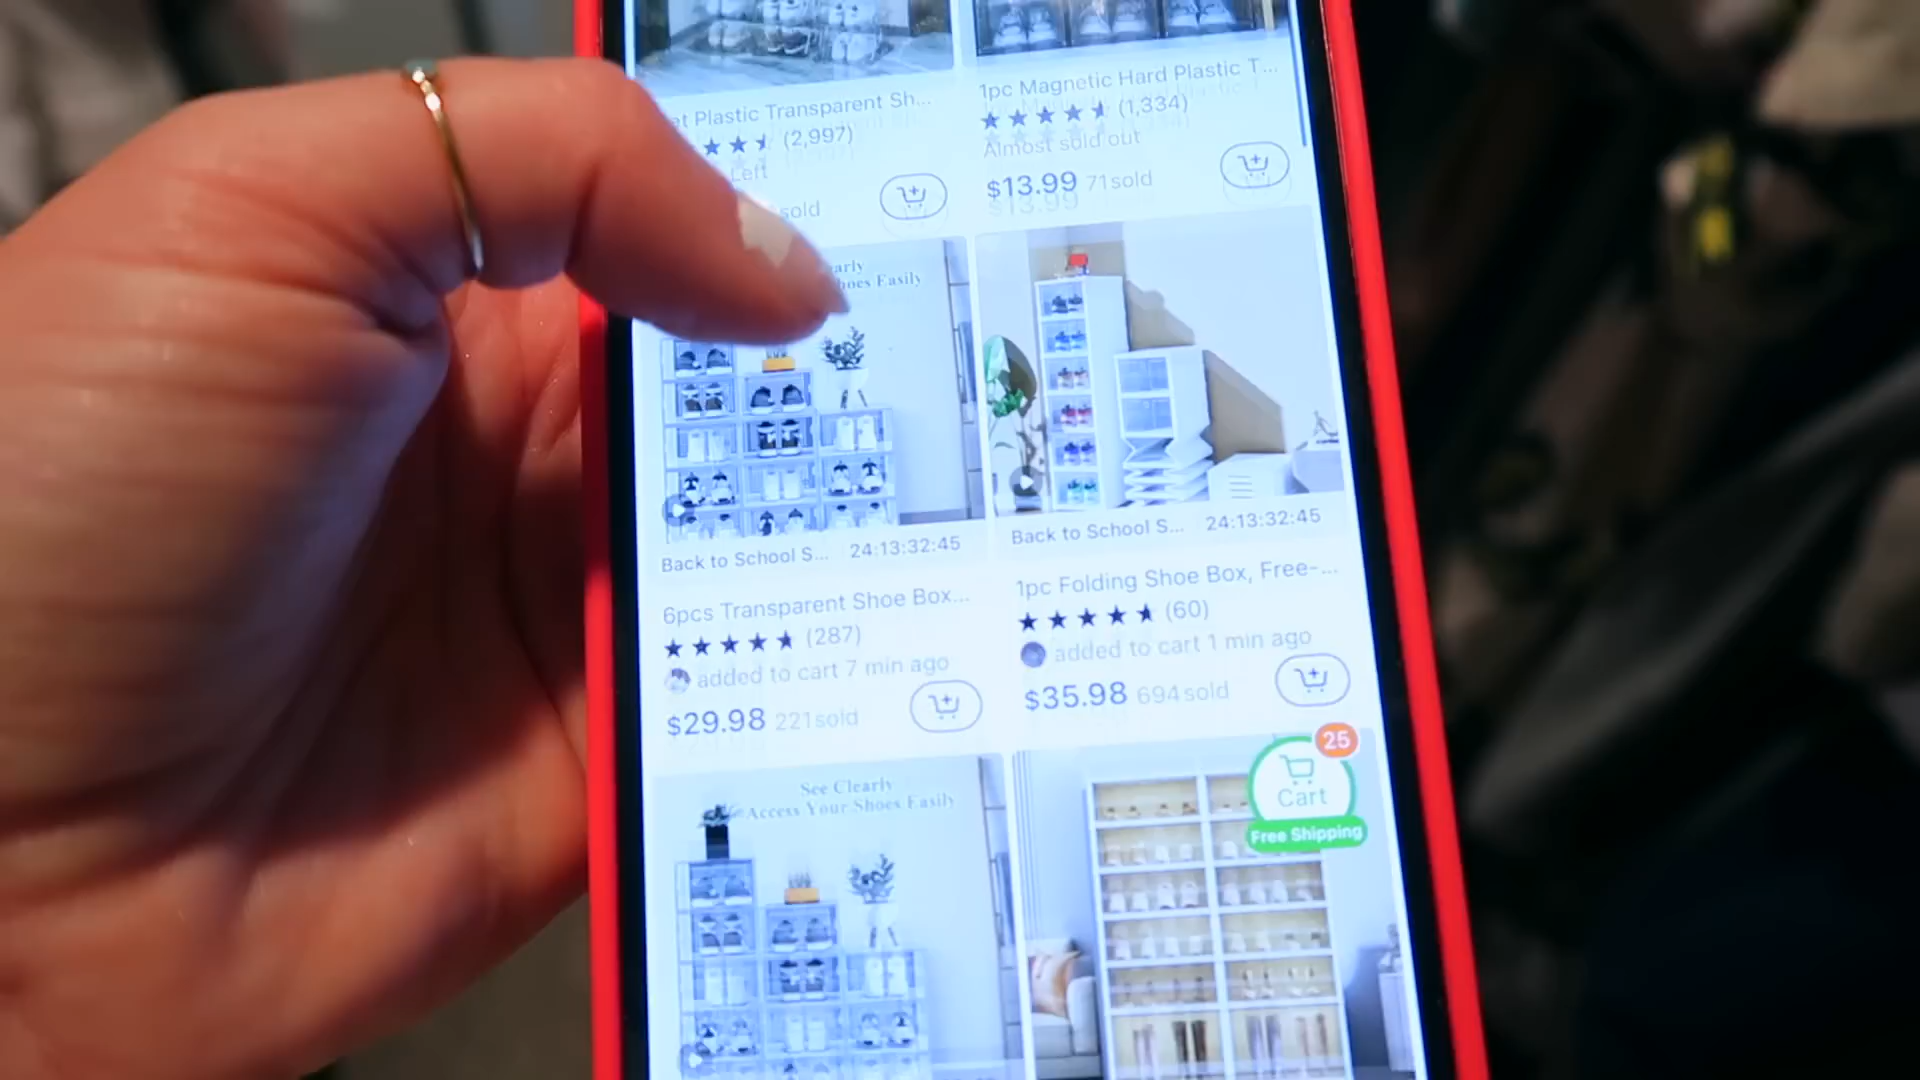 et Plastic Transparent Sh...
(2,997)
Left
sold
1pc Magnetic Hard Plastic T...
(1,334)
Almost sold out
$13.99 71sold
early
hoes Easily
Back to School S... 24:13:32:45
6pcs Transparent Shoe Box...
(287)
added to cart 7 min ago
$29.98 221sold
Back to School S... 24:13:32:45
1pc Folding Shoe Box, Free-...
(60)
added to cart 1 min ago
$35.98 694sold
See Clearly
Access Your Shoes Easily
25
Cart
Free Shipping